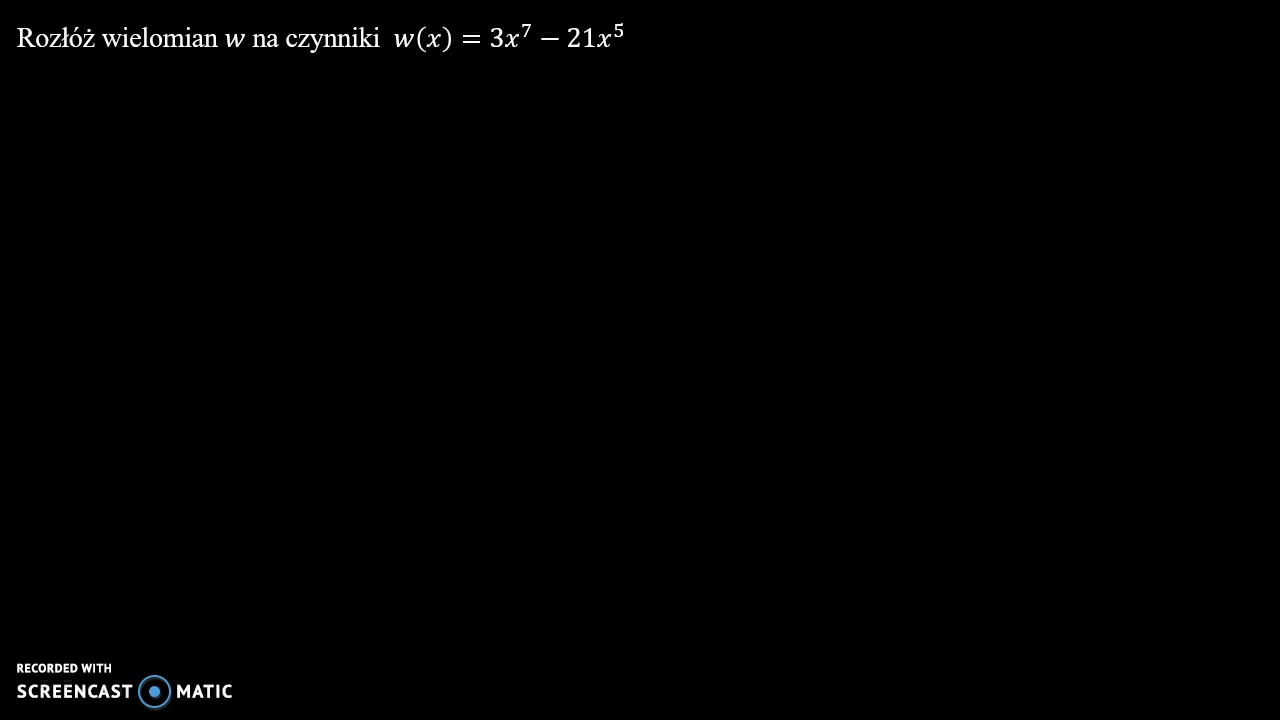 Rozłóż wielomian w na czynniki w(x) = 3x⁷ − 21x⁵
RECORDED WITH
SCREENCAST MATIC